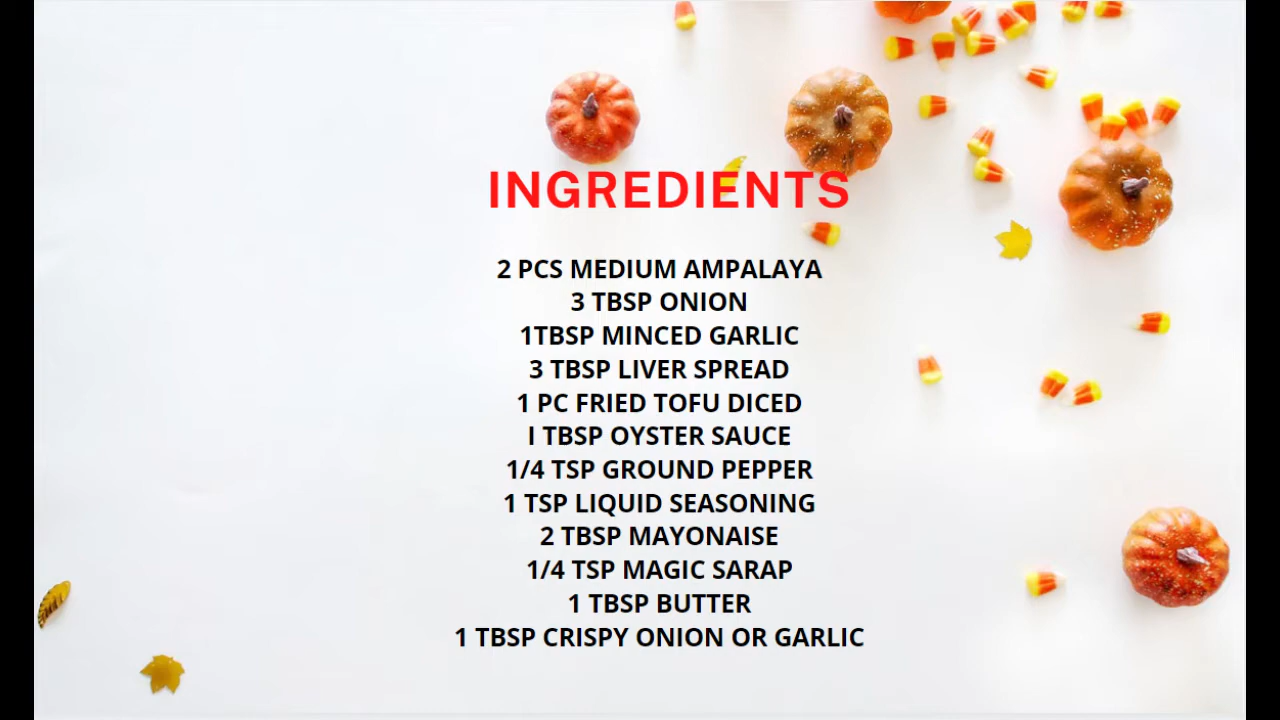 INGREDIENTS
2 PCS MEDIUM AMPALAYA
3 TBSP ONION
1TBSP MINCED GARLIC
3 TBSP LIVER SPREAD
1 PC FRIED TOFU DICED
I TBSP OYSTER SAUCE
1/4 TSP GROUND PEPPER
1 TSP LIQUID SEASONING
2 TBSP MAYONAISE
1/4 TSP MAGIC SARAP
1 TBSP BUTTER
1 TBSP CRISPY ONION OR GARLIC